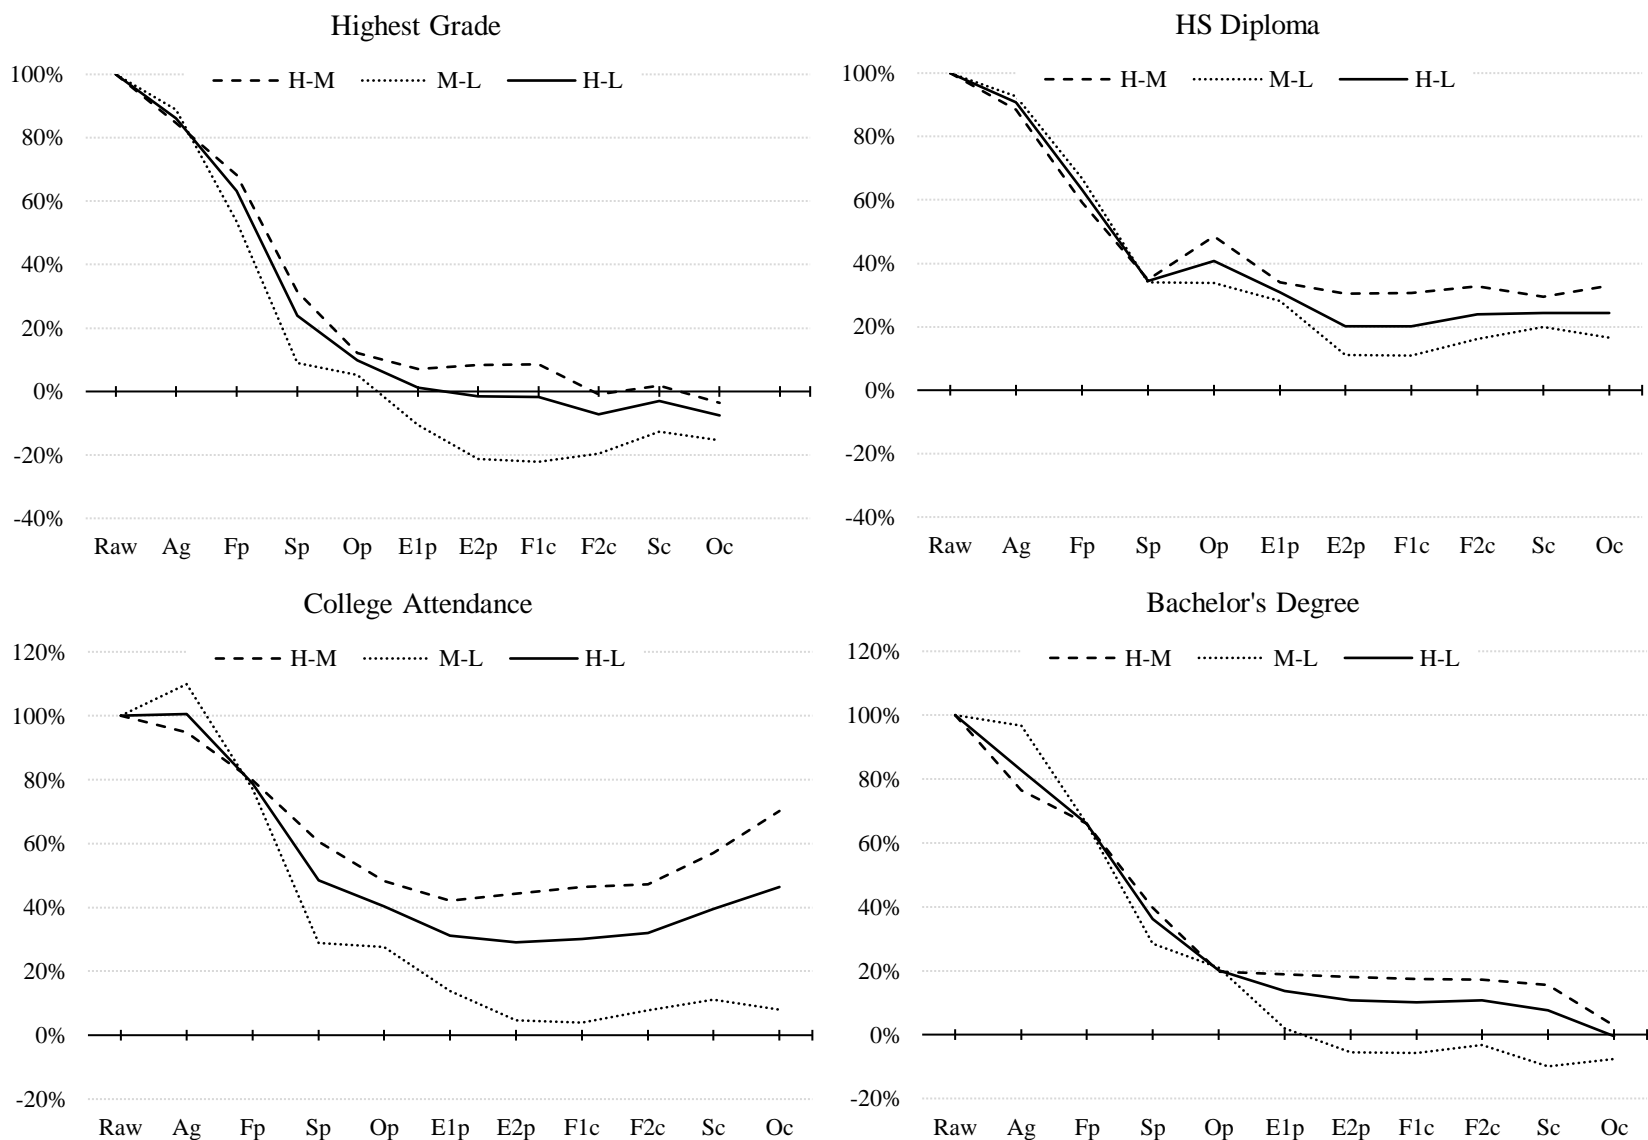 Highest Grade
H-M M-L H-L
100%
80%
60%
40%
20%
0%
-20%
-40%
Raw Ag Fp Sp Op E1p E2p F1c F2c Sc Oc
HS Diploma
H-M M-L H-L
100%
80%
60%
40%
20%
0%
-20%
-40%
Raw Ag Fp Sp Op E1p E2p F1c F2c Sc Oc
College Attendance
H-M M-L H-L
120%
100%
80%
60%
40%
20%
0%
-20%
Raw Ag Fp Sp Op E1p E2p F1c F2c Sc Oc
Bachelor's Degree
H-M M-L H-L
120%
100%
80%
60%
40%
20%
0%
-20%
Raw Ag Fp Sp Op E1p E2p F1c F2c Sc Oc